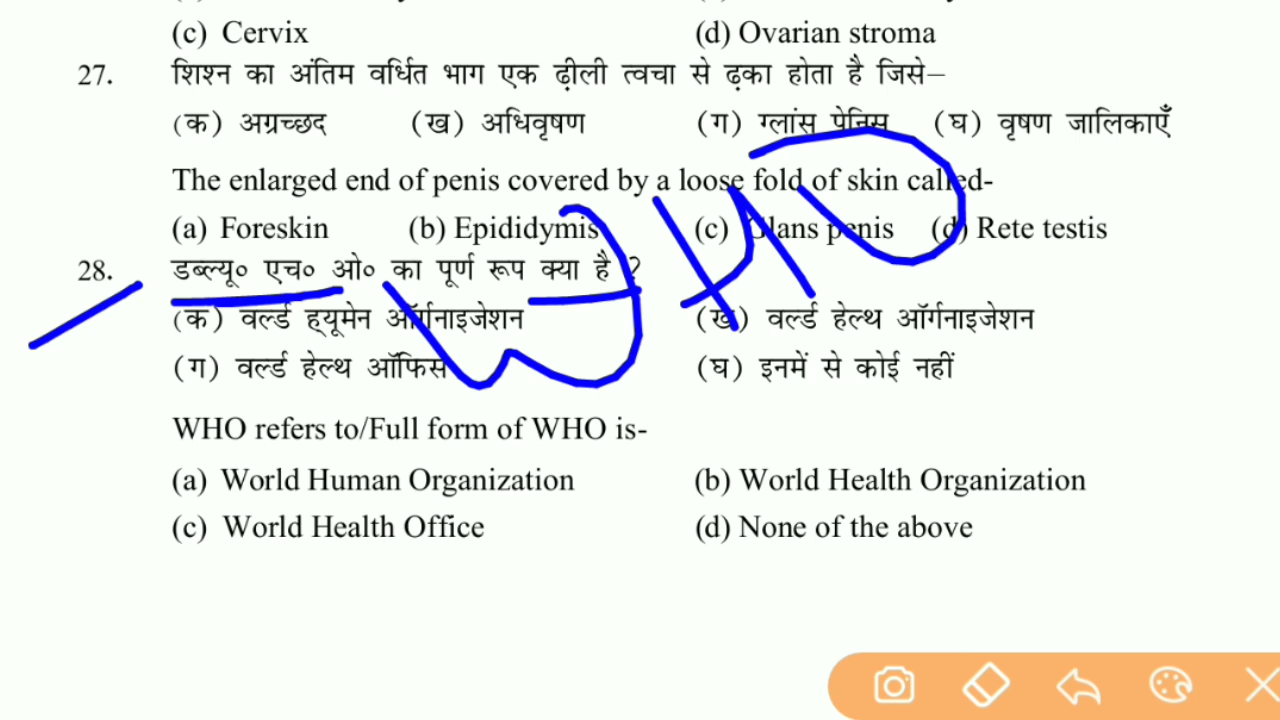 (c) Cervix (d) Ovarian stroma
27. शिश्न का अंतिम वर्धित भाग एक ढ़ीली त्वचा से ढ़का होता है जिसे–
(क) अग्रच्छद (ख) अधिवृषण (ग) ग्लांस पेनिस (घ) वृषण जालिकाएँ
The enlarged end of penis covered by a loose fold of skin called-
(a) Foreskin (b) Epididymis (c) Glans penis (d) Rete testis
28. डब्ल्यू० एच० ओ० का पूर्ण रूप क्या है ?
(क) वर्ल्ड ह्यूमेन ऑर्गनाइजेशन (ख) वर्ल्ड हेल्थ ऑर्गनाइजेशन
(ग) वर्ल्ड हेल्थ ऑफिस (घ) इनमें से कोई नहीं
WHO refers to/Full form of WHO is-
(a) World Human Organization (b) World Health Organization
(c) World Health Office (d) None of the above
WHO